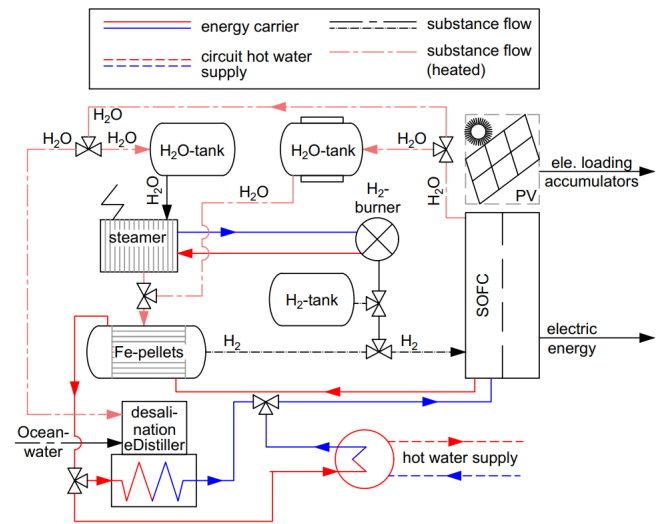 energy carrier
substance flow
circuit hot water
supply
substance flow
(heated)
H₂O
H₂O
H₂O
H₂O-tank
H₂O-tank
H₂O
H₂O
H₂O
H₂O
H₂-
burner
PV
ele. loading
accumulators
steamer
H₂-tank
SOFC
Fe-pellets
H₂
H₂
electric
energy
desali-
nation
eDistiller
Ocean-
water
hot water supply